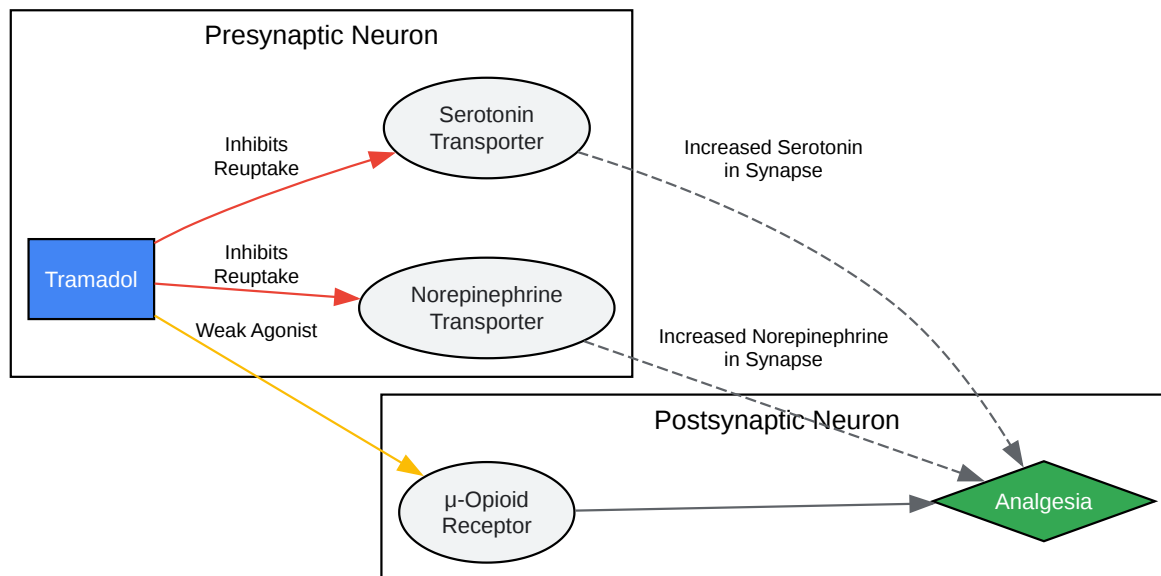 Presynaptic Neuron
Serotonin
Transporter
Inhibits
Reuptake
Increased Serotonin
in Synapse
Tramadol
Inhibits
Reuptake
Norepinephrine
Transporter
Weak Agonist
Increased Norepinephrine
in Synapse
Postsynaptic Neuron
μ-Opioid
Receptor
Analgesia